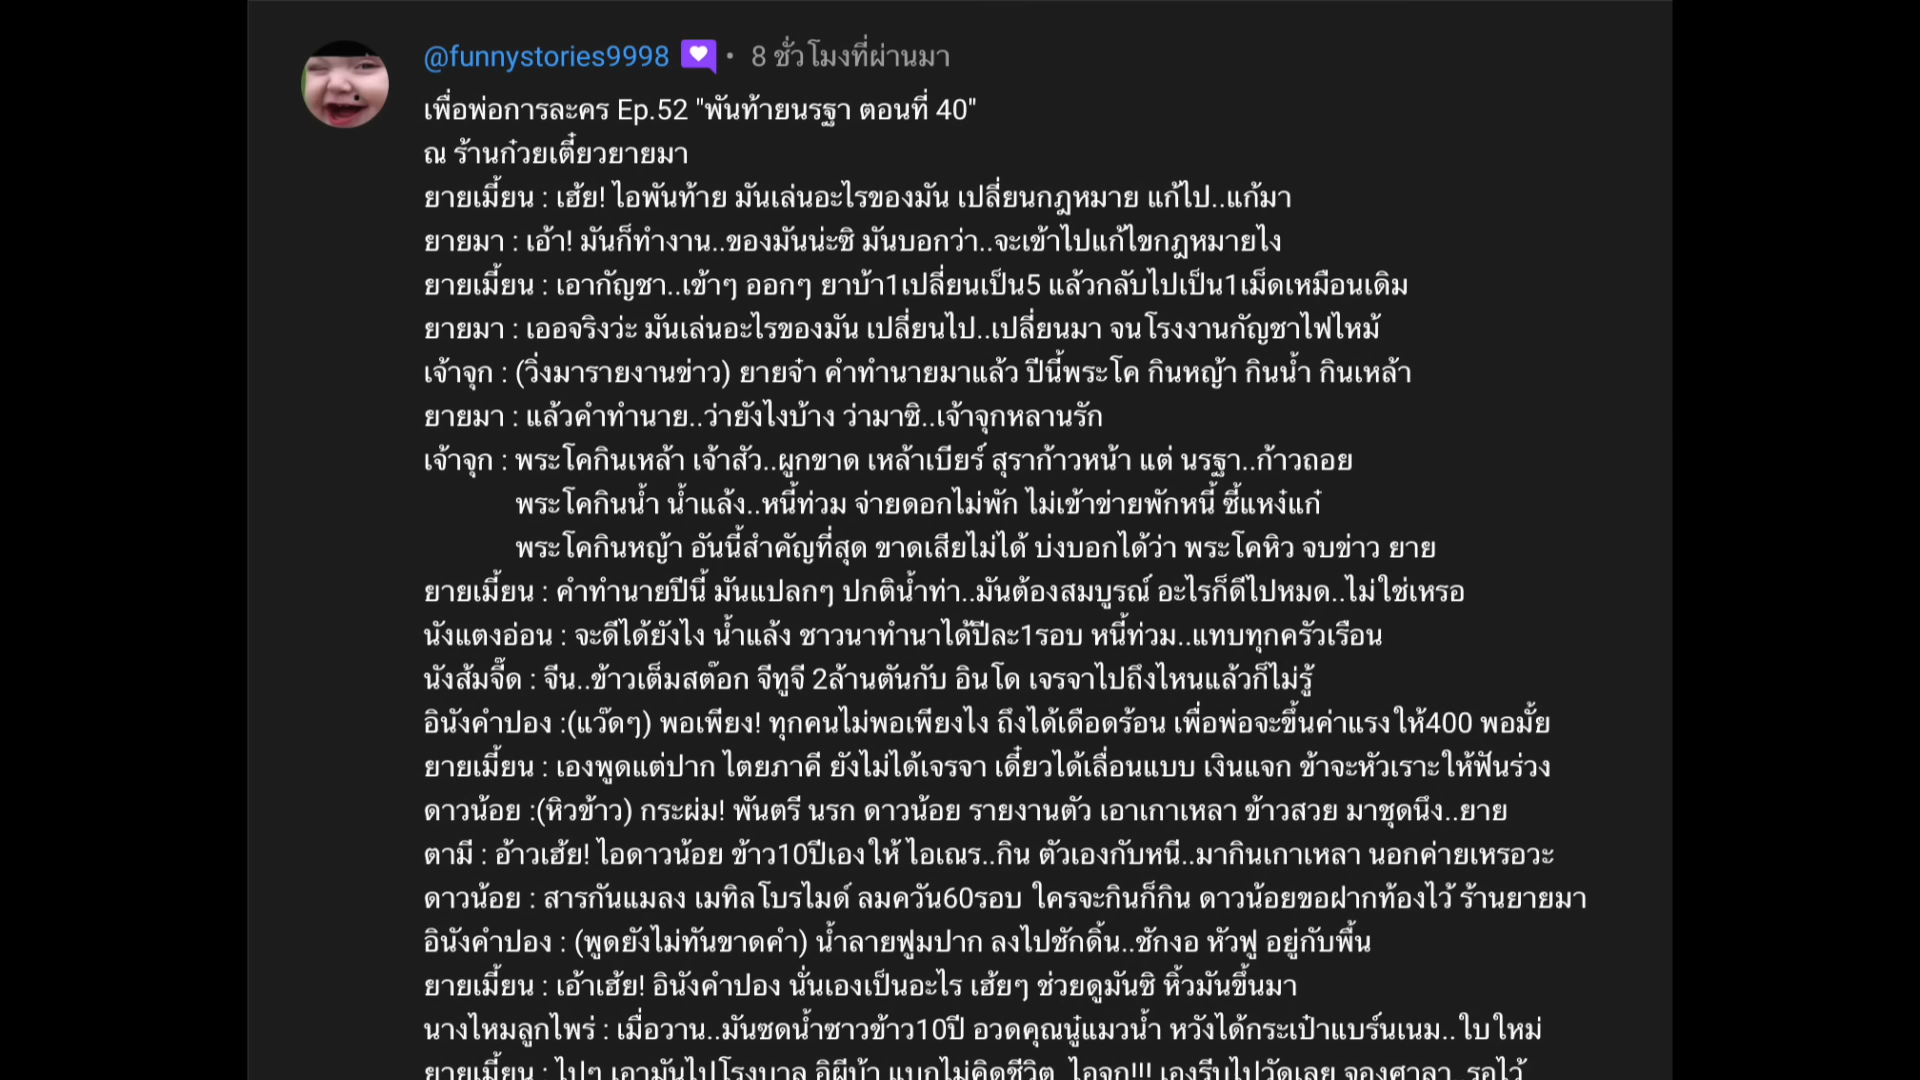 @funnystories9998 • 8 ชั่วโมงที่ผ่านมา
เพื่อพ่อการละคร Ep.52 "พันท้ายนรฐา ตอนที่ 40"
ณ ร้านก๋วยเตี๋ยวยายมา
ยายเมี้ยน : เฮ้ย! ไอพันท้าย มันเล่นอะไรของมัน เปลี่ยนกฎหมาย แก้ไป..แก้มา
ยายมา : เอ้า! มันก็ทำงาน..ของมันน่ะซิ มันบอกว่า..จะเข้าไปแก้ไขกฎหมายไง
ยายเมี้ยน : เอากัญชา..เข้าๆ ออกๆ ยาบ้า1เปลี่ยนเป็น5 แล้วกลับไปเป็น1เม็ดเหมือนเดิม
ยายมา : เออจริงว่ะ มันเล่นอะไรของมัน เปลี่ยนไป..เปลี่ยนมา จนโรงงานกัญชาไฟไหม้
เจ้าจุก : (วิ่งมารายงานข่าว) ยายจ๋า คำทำนายมาแล้ว ปีนี้พระโค กินหญ้า กินน้ำ กินเหล้า
ยายมา : แล้วคำทำนาย..ว่ายังไงบ้าง ว่ามาซิ..เจ้าจุกหลานรัก
เจ้าจุก : พระโคกินเหล้า เจ้าสัว..ผูกขาด เหล้าเบียร์ สุราก้าวหน้า แต่ นรฐา..ก้าวถอย
พระโคกินน้ำ น้ำแล้ง..หนี้ท่วม จ่ายดอกไม่พัก ไม่เข้าข่ายพักหนี้ ซี้แหง๋แก๋
พระโคกินหญ้า อันนี้สำคัญที่สุด ขาดเสียไม่ได้ บ่งบอกได้ว่า พระโคหิว จบข่าว ยาย
ยายเมี้ยน : คำทำนายปีนี้ มันแปลกๆ ปกติน้ำท่า..มันต้องสมบูรณ์ อะไรก็ดีไปหมด..ไม่ใช่เหรอ
นังแตงอ่อน : จะดีได้ยังไง น้ำแล้ง ชาวนาทำนาได้ปีละ1รอบ หนี้ท่วม..แทบทุกครัวเรือน
นังส้มจี๊ด : จีน..ข้าวเต็มสต๊อก จีทูจี 2ล้านตันกับ อินโด เจรจาไปถึงไหนแล้วก็ไม่รู้
อินังคำปอง :(แว๊ดๆ) พอเพียง! ทุกคนไม่พอเพียงไง ถึงได้เดือดร้อน เพื่อพ่อจะขึ้นค่าแรงให้400 พอมั้ย
ยายเมี้ยน : เองพูดแต่ปาก ไตยภาคี ยังไม่ได้เจรจา เดี๋ยวได้เลื่อนแบบ เงินแจก ข้าจะหัวเราะให้ฟันร่วง
ดาวน้อย :(หิวข้าว) กระผ่ม! พันตรี นรก ดาวน้อย รายงานตัว เอาเกาเหลา ข้าวสวย มาชุดนึง..ยาย
ตามี : อ้าวเฮ้ย! ไอดาวน้อย ข้าว10ปีเองให้ ไอเณร..กิน ตัวเองกับหนี..มากินเกาเหลา นอกค่ายเหรอวะ
ดาวน้อย : สารกันแมลง เมทิลโบรไมด์ ลมควัน60รอบ ใครจะกินก็กิน ดาวน้อยขอฝากท้องไว้ ร้านยายมา
อินังคำปอง : (พูดยังไม่ทันขาดคำ) น้ำลายฟูมปาก ลงไปชักดิ้น..ชักงอ หัวฟู อยู่กับพื้น
ยายเมี้ยน : เอ้าเฮ้ย! อินังคำปอง นั่นเองเป็นอะไร เฮ้ยๆ ช่วยดูมันซิ หิ้วมันขึ้นมา
นางไหมลูกไพร่ : เมื่อวาน..มันซดน้ำซาวข้าว10ปี อวดคุณนู๋แมวน้ำ หวังได้กระเป๋าแบร์นเนม..ใบใหม่
ยายเมี้ยน : ไปๆ เอามันไปโรงบาล อิผีบ้า แบกไม่คิดชีวิต ไอจุก!!! เองรีบไปวัดเลย จองศาลา..รอไว้